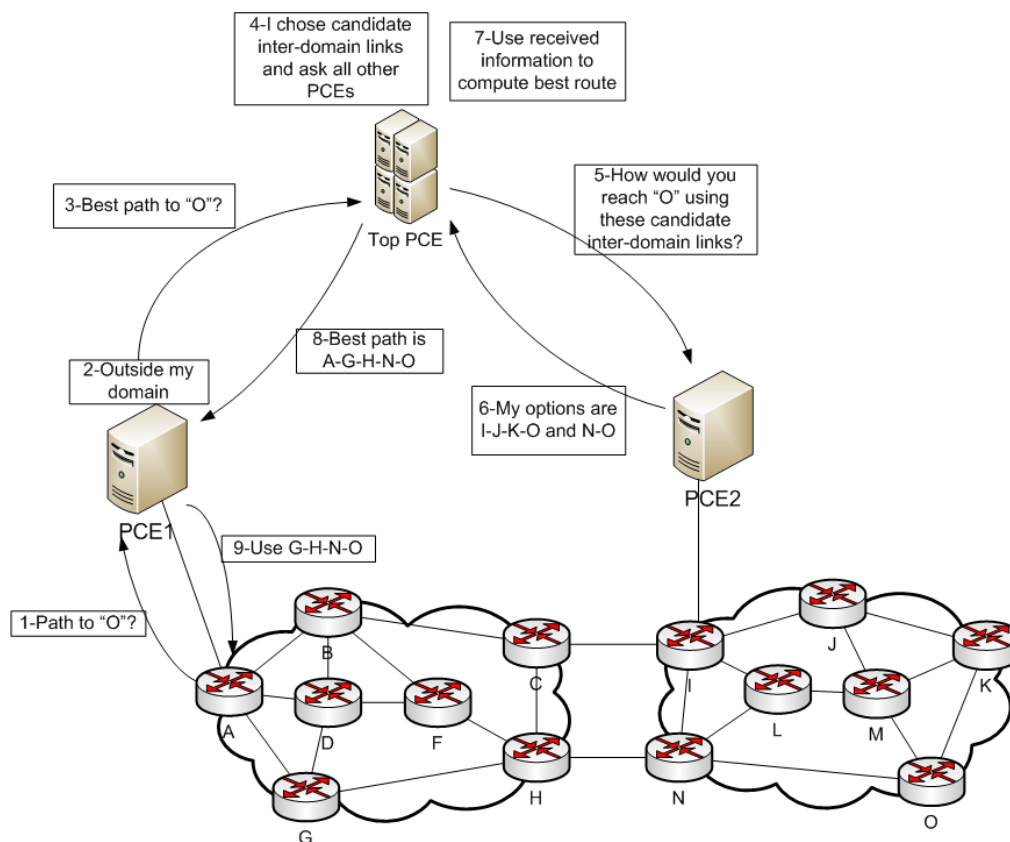 4-I chose candidate
inter-domain links
and ask all other
PCEs
7-Use received
information to
compute best route
3-Best path to “O”?
Top PCE
5-How would you
reach “O” using
these candidate
inter-domain links?
8-Best path is
A-G-H-N-O
2-Outside my
domain
6-My options are
I-J-K-O and N-O
PCE1
PCE2
9-Use G-H-N-O
1-Path to “O”?
B
C
I
J
K
A
D
F
L
M
G
H
N
O